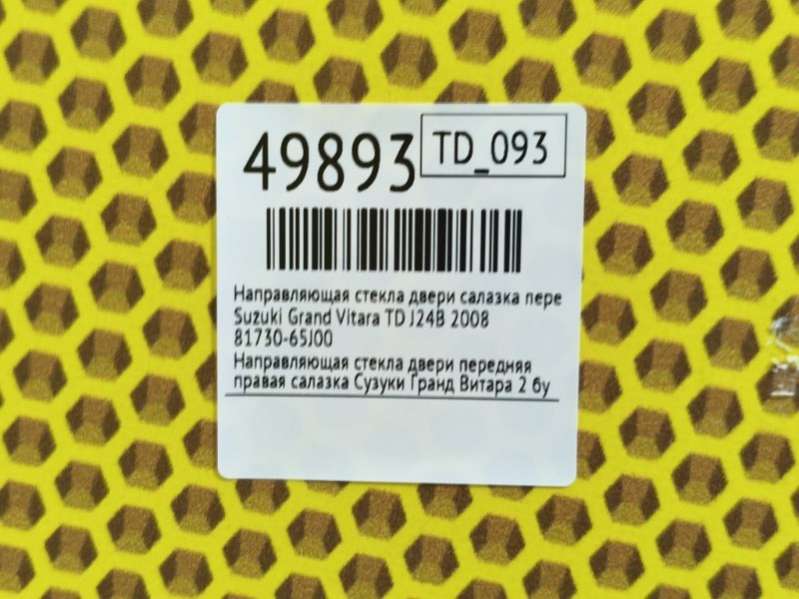 49893 TD_093
Направляющая стекла двери салазка пере
Suzuki Grand Vitara TD J24B 2008
81730-65J00
Направляющая стекла двери передняя
правая салазка Сузуки Гранд Витара 2 бу